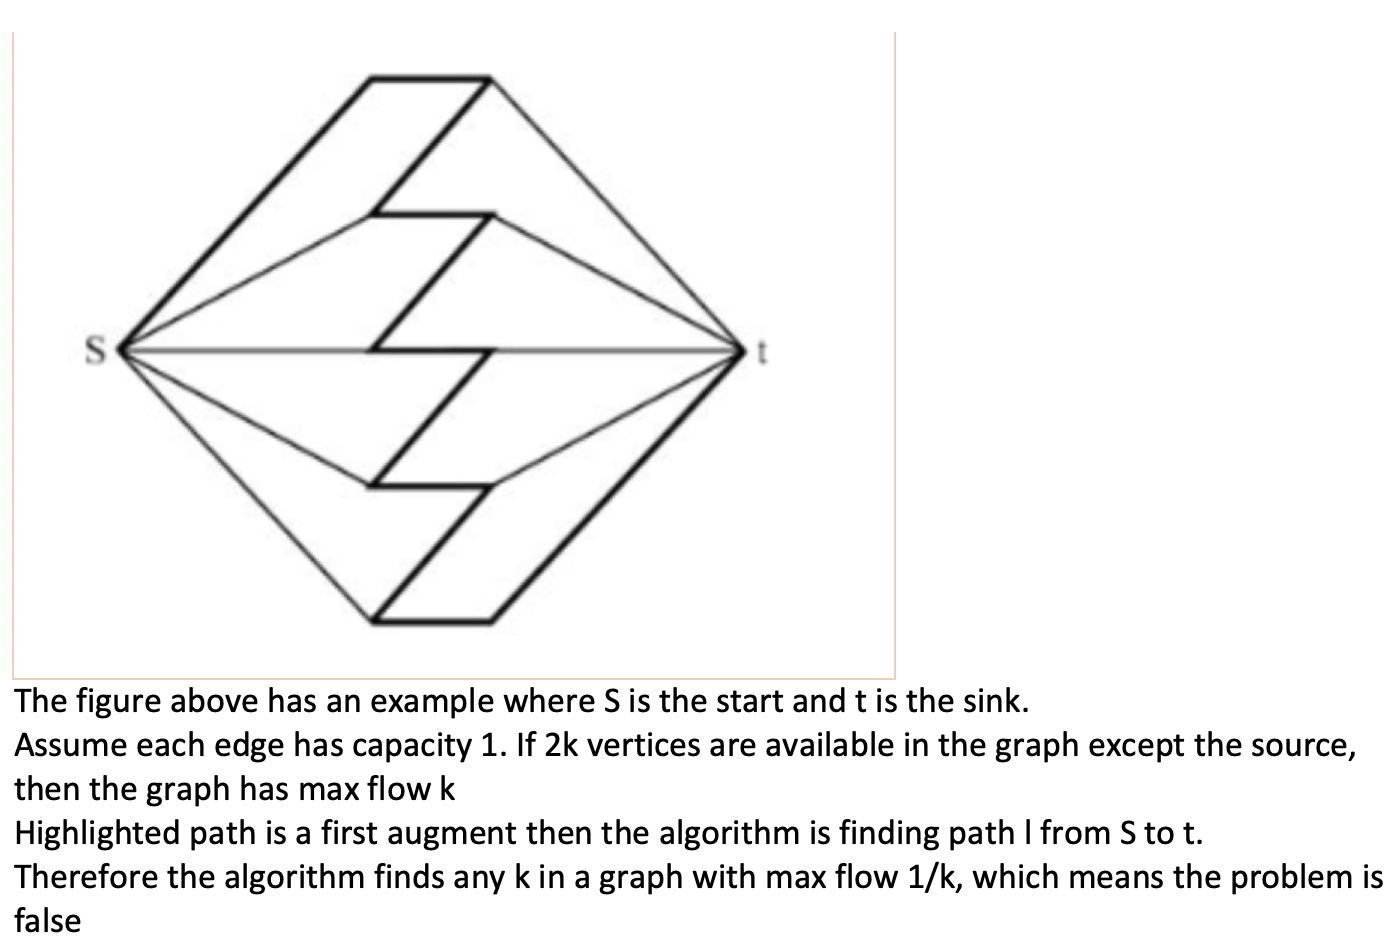 S
t
The figure above has an example where S is the start and t is the sink.
Assume each edge has capacity 1. If 2k vertices are available in the graph except the source,
then the graph has max flow k
Highlighted path is a first augment then the algorithm is finding path l from S to t.
Therefore the algorithm finds any k in a graph with max flow 1/k, which means the problem is
false